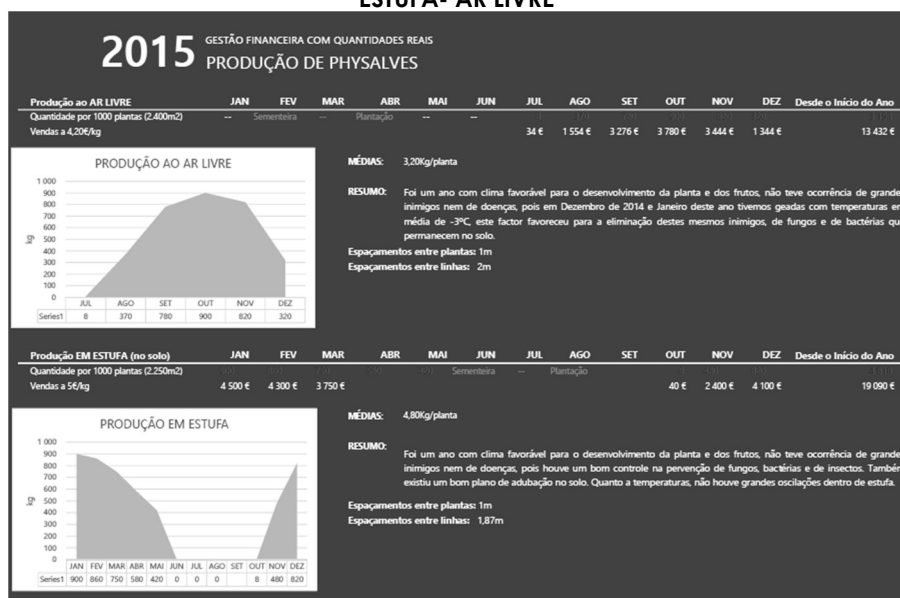 ESTUFA- AR LIVRE
2015 GESTÃO FINANCEIRA COM QUANTIDADES REAIS
PRODUÇÃO DE PHYSALVES
Produção ao AR LIVRE JAN FEV MAR ABR MAI JUN JUL AGO SET OUT NOV DEZ Desde o Início do Ano
Quantidade por 1000 plantas (2.400m2) -- Sementeira -- Plantação -- --
Vendas a 4,20€/kg 34 € 1 554 € 3 276 € 3 780 € 3 444 € 1 344 € 13 432 €
PRODUÇÃO AO AR LIVRE
1 000
900
800
700
600
500
400
300
200
100
0
kg
JUL AGO SET OUT NOV DEZ
Series1 8 370 780 900 820 320
MÉDIAS: 3,20Kg/planta
RESUMO: Foi um ano com clima favorável para o desenvolvimento da planta e dos frutos, não teve ocorrência de grande
inimigos nem de doenças, pois em Dezembro de 2014 e Janeiro deste ano tivemos geadas com temperaturas er
média de -3ºC, este factor favoreceu para a eliminação destes mesmos inimigos, de fungos e de bactérias qu
permanecem no solo.
Espaçamentos entre plantas: 1m
Espaçamentos entre linhas: 2m
Produção EM ESTUFA (no solo) JAN FEV MAR ABR MAI JUN JUL AGO SET OUT NOV DEZ Desde o Início do Ano
Quantidade por 1000 plantas (2.250m2) Sementeira -- Plantação
Vendas a 5€/kg 4 500 € 4 300 € 3 750 € 40 € 2 400 € 4 100 € 19 090 €
PRODUÇÃO EM ESTUFA
1 000
900
800
700
600
500
400
300
200
100
0
kg
JAN FEV MAR ABR MAI JUN JUL AGO SET OUT NOV DEZ
Series1 900 860 750 580 420 0 0 0 8 480 820
MÉDIAS: 4,80Kg/planta
RESUMO:
Foi um ano com clima favorável para o desenvolvimento da planta e dos frutos, não teve ocorrência de grande
inimigos nem de doenças, pois houve um bom controle na pervenção de fungos, bactérias e de insectos. També
existiu um bom plano de adubação no solo. Quanto a temperaturas, não houve grandes oscilações dentro de estufa.
Espaçamentos entre plantas: 1m
Espaçamentos entre linhas: 1,87m